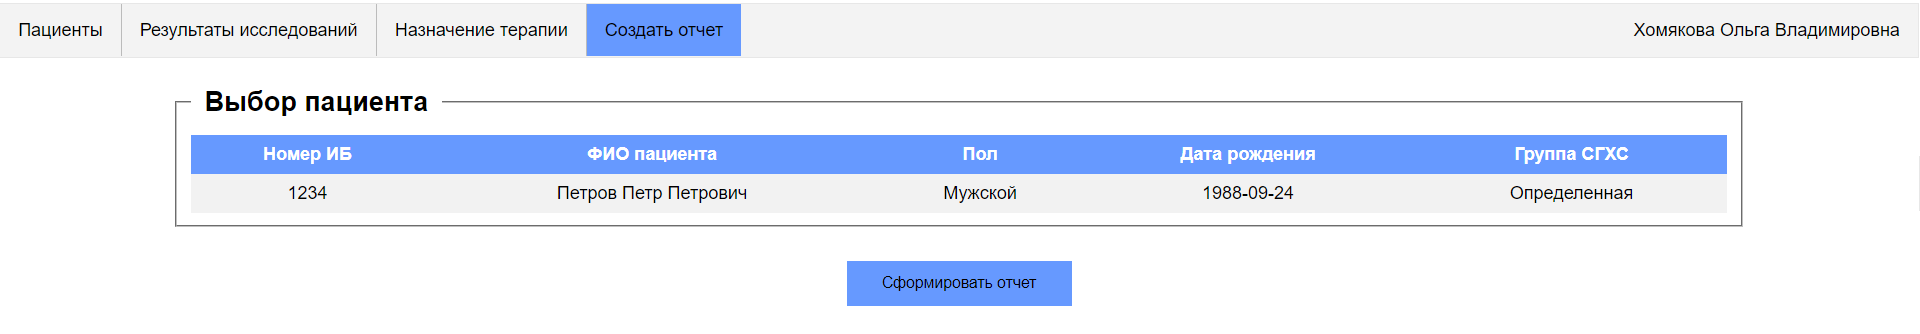 Пациенты Результаты исследований Назначение терапии Создать отчет Хомякова Ольга Владимировна
Выбор пациента
Номер ИБ ФИО пациента Пол Дата рождения Группа СГХС
1234 Петров Петр Петрович Мужской 1988-09-24 Определенная
Сформировать отчет